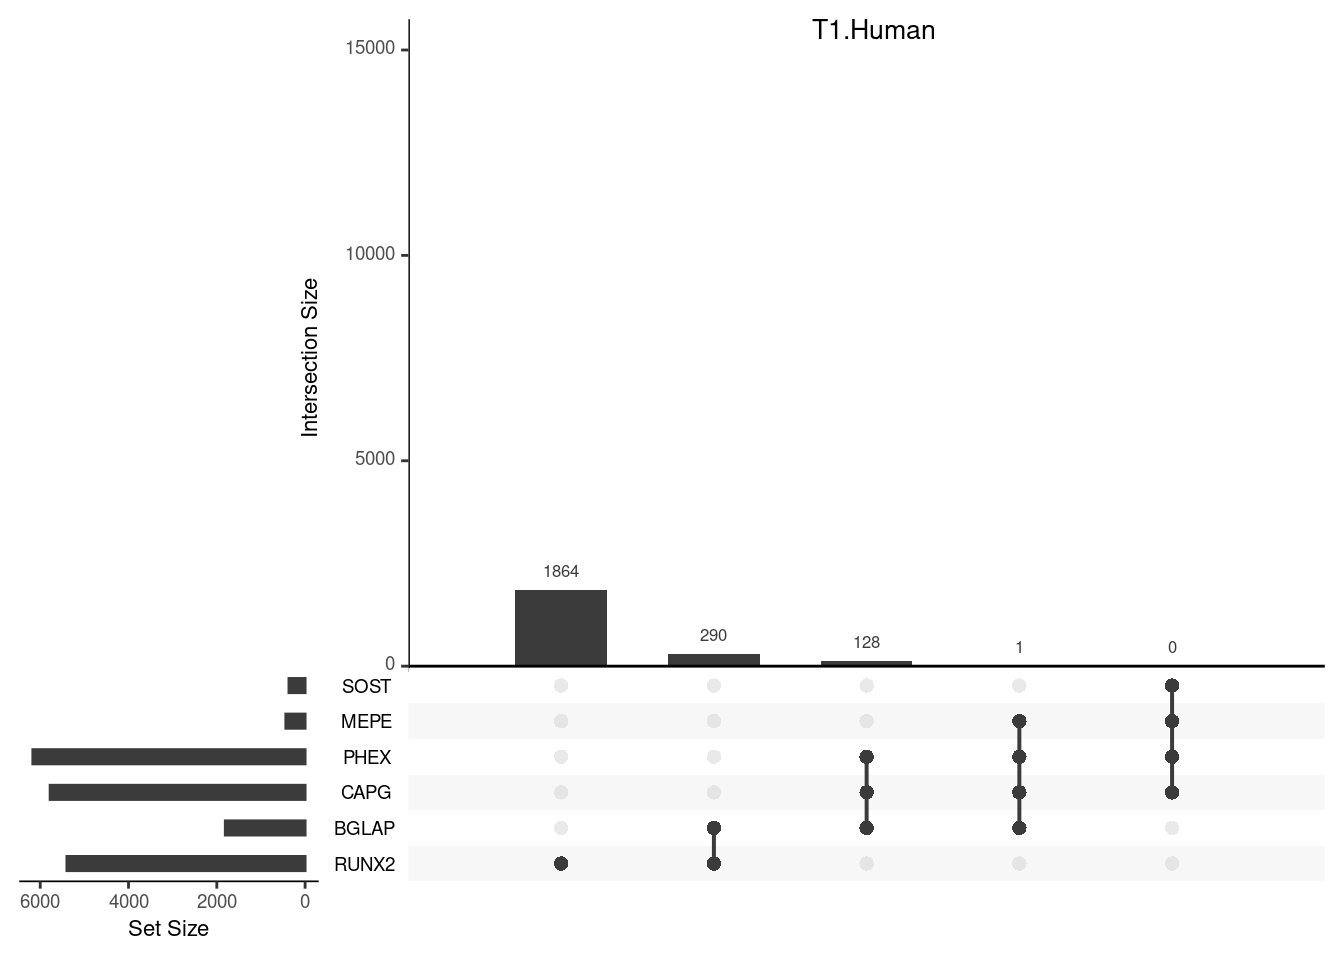 T1.Human
15000
10000
5000
0
Intersection Size
1864
290
128
1
0
SOST
MEPE
PHEX
CAPG
BGLAP
RUNX2
6000 4000 2000 0
Set Size